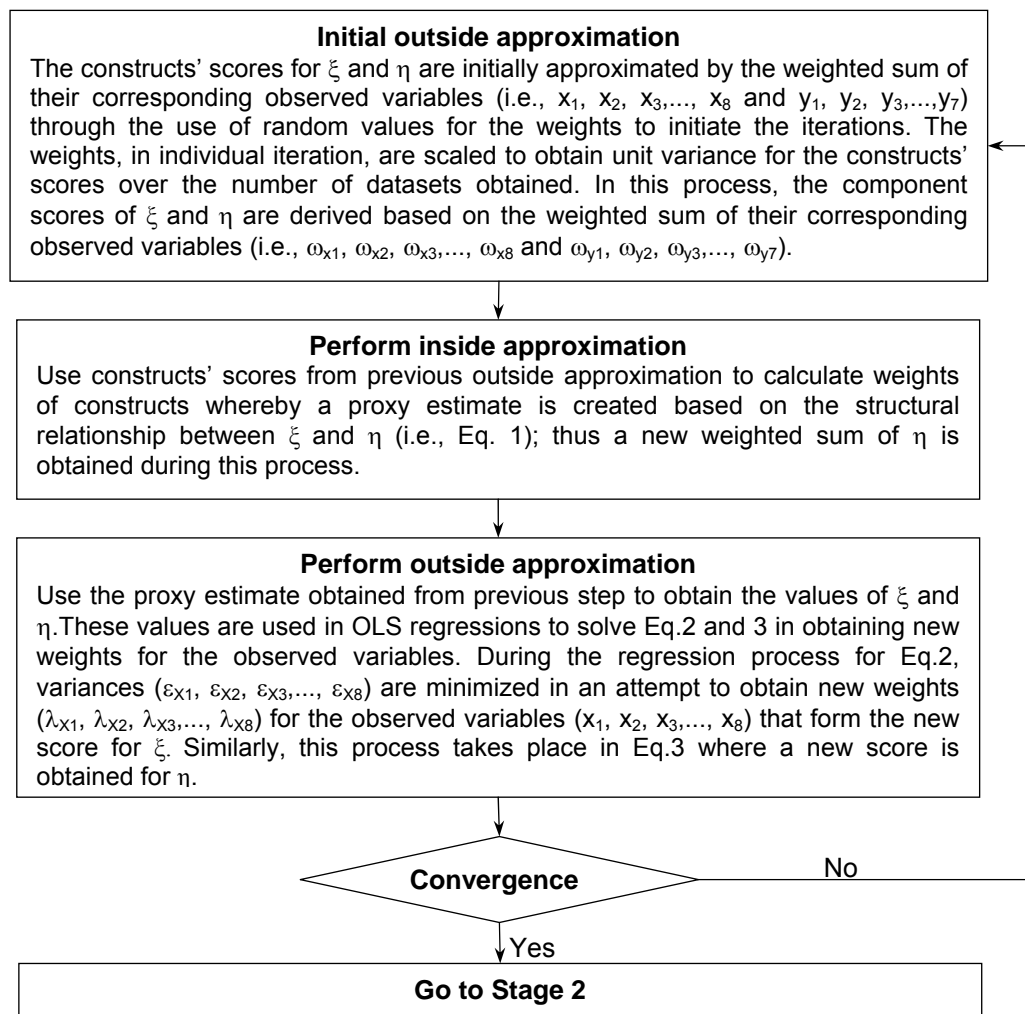 Initial outside approximation
The constructs’ scores for ξ and η are initially approximated by the weighted sum of
their corresponding observed variables (i.e., x₁, x₂, x₃,..., x₈ and y₁, y₂, y₃,...,y₇)
through the use of random values for the weights to initiate the iterations. The
weights, in individual iteration, are scaled to obtain unit variance for the constructs’
scores over the number of datasets obtained. In this process, the component
scores of ξ and η are derived based on the weighted sum of their corresponding
observed variables (i.e., ωx1, ωx2, ωx3,..., ωx8 and ωy1, ωy2, ωy3,..., ωy7).
Perform inside approximation
Use constructs’ scores from previous outside approximation to calculate weights
of constructs whereby a proxy estimate is created based on the structural
relationship between ξ and η (i.e., Eq. 1); thus a new weighted sum of η is
obtained during this process.
Perform outside approximation
Use the proxy estimate obtained from previous step to obtain the values of ξ and
η.These values are used in OLS regressions to solve Eq.2 and 3 in obtaining new
weights for the observed variables. During the regression process for Eq.2,
variances (εX1, εX2, εX3,..., εX8) are minimized in an attempt to obtain new weights
(λX1, λX2, λX3,..., λX8) for the observed variables (x₁, x₂, x₃,..., x₈) that form the new
score for ξ. Similarly, this process takes place in Eq.3 where a new score is
obtained for η.
Convergence
No
Yes
Go to Stage 2